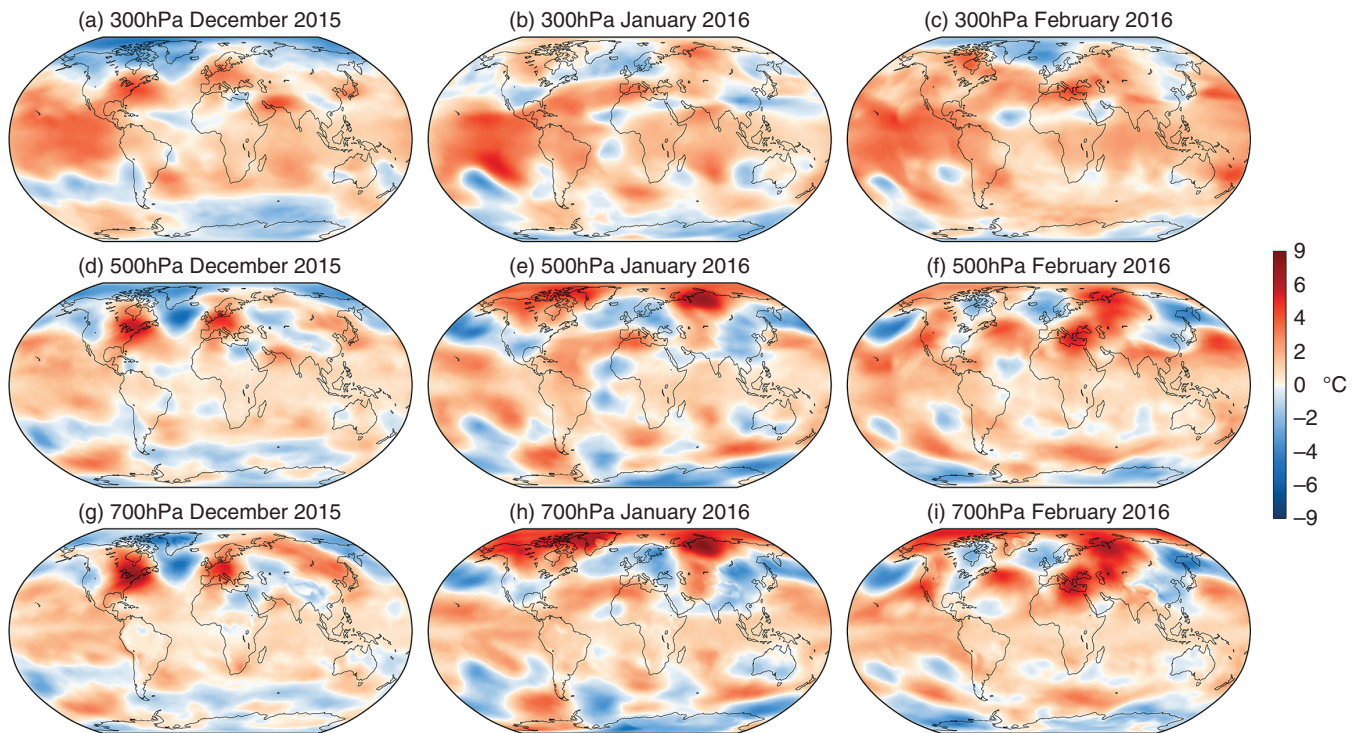 (a) 300hPa December 2015
(b) 300hPa January 2016
(c) 300hPa February 2016
(d) 500hPa December 2015
(e) 500hPa January 2016
(f) 500hPa February 2016
9
6
4
2
0 °C
−2
−4
−6
−9
(g) 700hPa December 2015
(h) 700hPa January 2016
(i) 700hPa February 2016